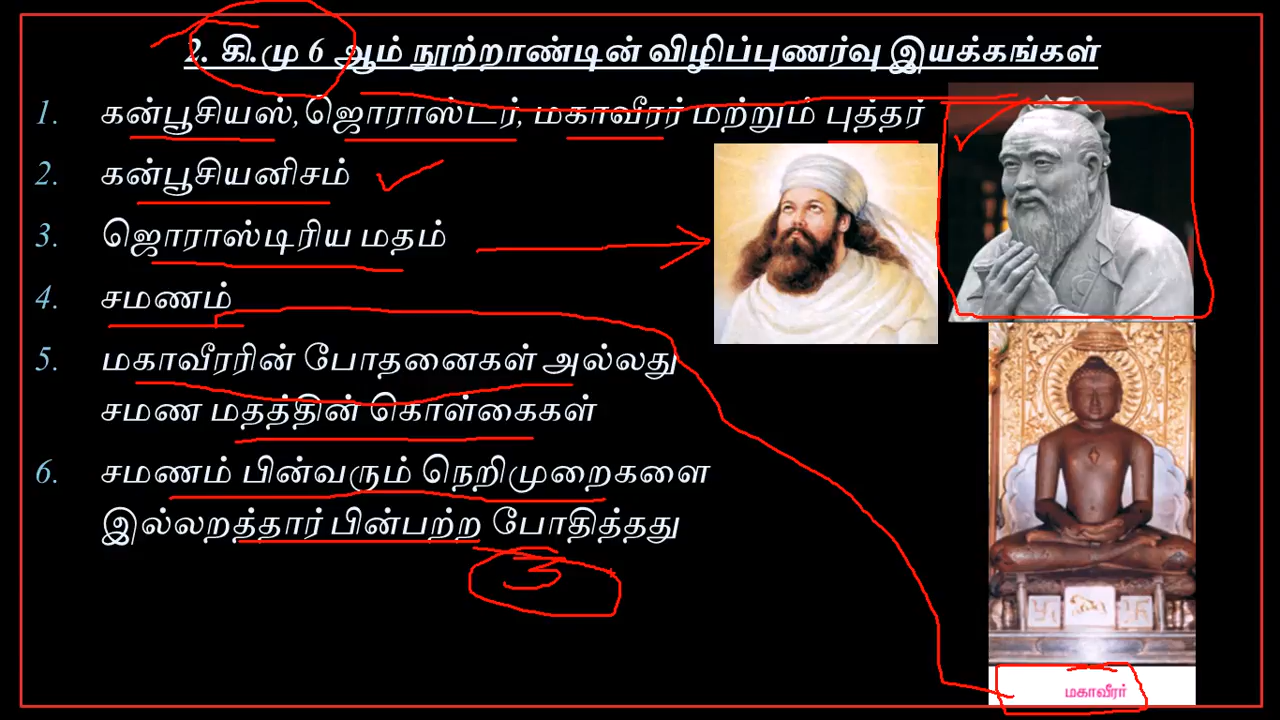 2. கி.மு 6 ஆம் நூற்றாண்டின் விழிப்புணர்வு இயக்கங்கள்
1. கன்பூசியஸ், ஜொராஸ்டர், மகாவீரர் மற்றும் புத்தர்
2. கன்பூசியனிசம்
3. ஜொராஸ்டிரிய மதம்
4. சமணம்
5. மகாவீரரின் போதனைகள் அல்லது
சமண மதத்தின் கொள்கைகள்
6. சமணம் பின்வரும் நெறிமுறைகளை
இல்லறத்தார் பின்பற்ற போதித்தது
3
மகாவீரர்